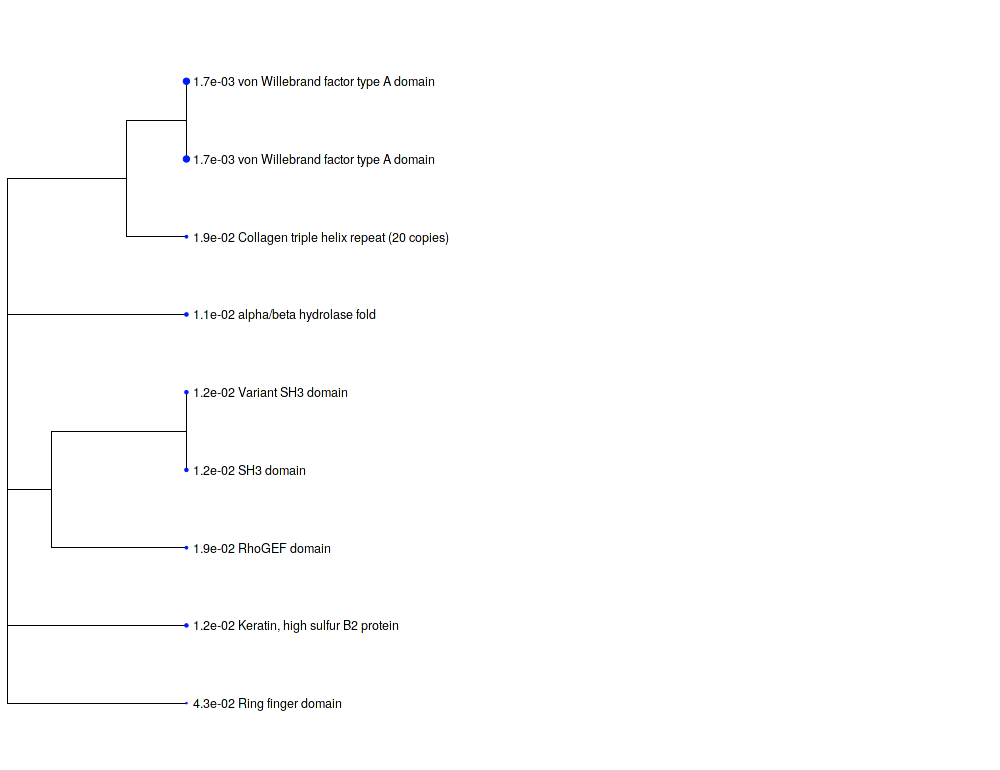 1.7e-03 von Willebrand factor type A domain
1.7e-03 von Willebrand factor type A domain
1.9e-02 Collagen triple helix repeat (20 copies)
1.1e-02 alpha/beta hydrolase fold
1.2e-02 Variant SH3 domain
1.2e-02 SH3 domain
1.9e-02 RhoGEF domain
1.2e-02 Keratin, high sulfur B2 protein
4.3e-02 Ring finger domain